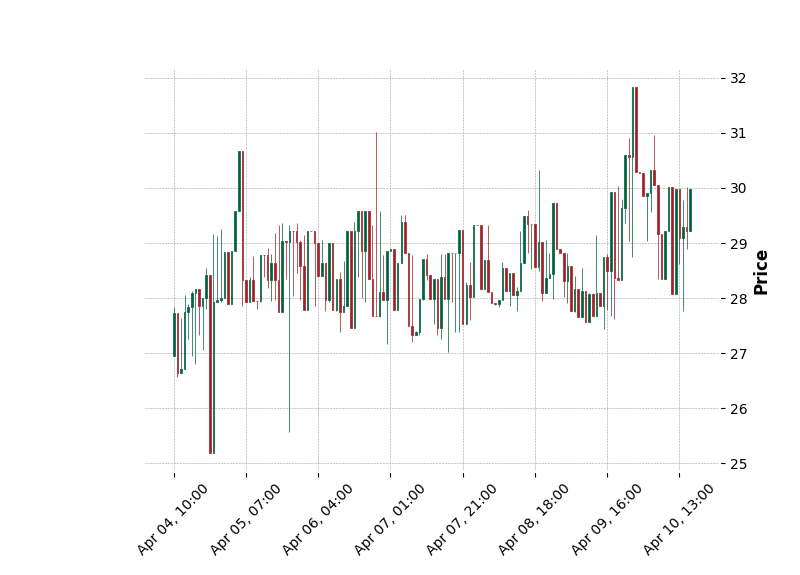 32
31
30
29
28
27
26
25
Price
Apr 04, 10:00
Apr 05, 07:00
Apr 06, 04:00
Apr 07, 01:00
Apr 07, 21:00
Apr 08, 18:00
Apr 09, 16:00
Apr 10, 13:00